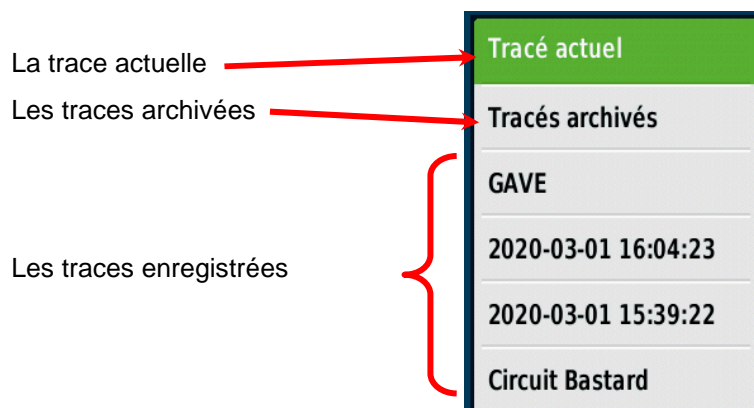 La trace actuelle
Tracé actuel
Les traces archivées
Tracés archivés
GAVE
2020-03-01 16:04:23
Les traces enregistrées
2020-03-01 15:39:22
Circuit Bastard